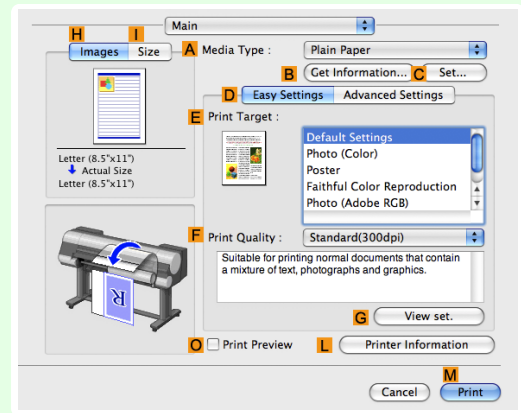 Main
H I
Images Size A Media Type : Plain Paper
B Get Information... C Set...
D Easy Settings Advanced Settings
E Print Target :
Default Settings
Photo (Color)
Poster
Faithful Color Reproduction
Photo (Adobe RGB)
Letter (8.5"x11")
Actual Size
Letter (8.5"x11")
F Print Quality : Standard(300dpi)
Suitable for printing normal documents that contain
a mixture of text, photographs and graphics.
R
G View set.
O Print Preview L Printer Information
M
Cancel Print